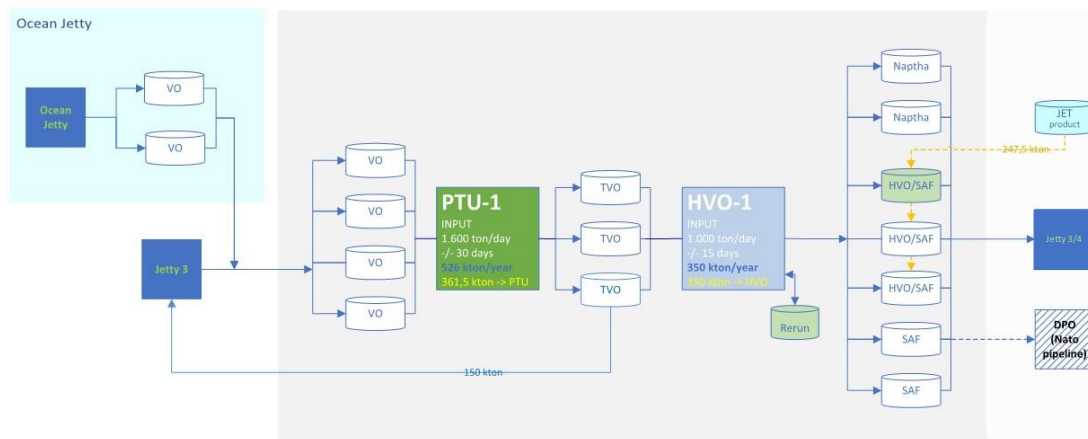 Ocean Jetty
Ocean
Jetty
VO
VO
Jetty 3
VO
VO
VO
VO
PTU-1
INPUT
1.600 ton/day
-/- 30 days
526 kton/year
361,5 kton -> PTU
TVO
TVO
TVO
150 kton
HVO-1
INPUT
1.000 ton/day
-/- 15 days
350 kton/year
350 kton -> HVO
Rerun
Naptha
Naptha
HVO/SAF
HVO/SAF
HVO/SAF
SAF
SAF
JET
product
247,5 kton
Jetty 3/4
DPO
(Nato
pipeline)